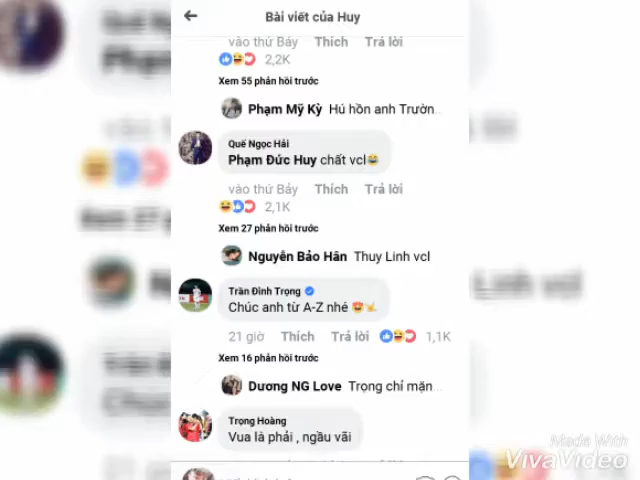 Bài viết của Huy
vào thứ Bảy Thích Trả lời
2,2K
Xem 55 phản hồi trước
Phạm Mỹ Kỳ Hú hồn anh Trườn..
Quế Ngọc Hải
Phạm Đức Huy chất vcl😂
vào thứ Bảy Thích Trả lời
2,1K
Xem 27 phản hồi trước
Nguyễn Bảo Hân Thuy Linh vcl
Trần Đình Trọng
Chúc anh từ A-Z nhé 😍🤙
21 giờ Thích Trả lời 1,1K
Xem 16 phản hồi trước
Dương NG Love Trọng chỉ mặn...
Trọng Hoàng
Vua là phải , ngầu vãi
Made With
VivaVideo